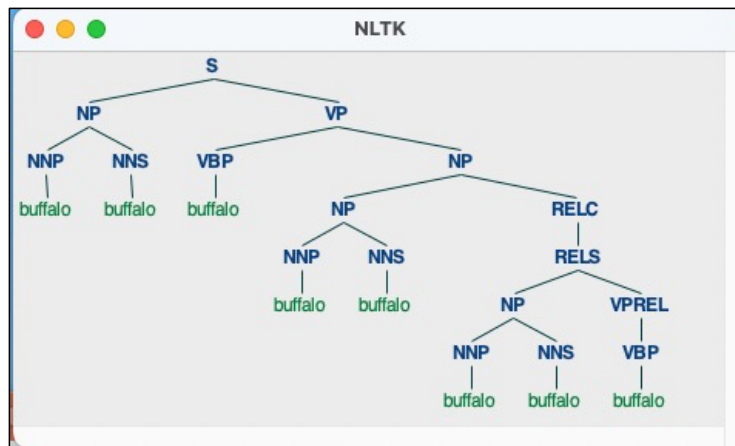 NLTK
S
NP VP
NNP NNS VBP NP
buffalo buffalo buffalo NP RELC
NNP NNS RELS
buffalo buffalo NP VPREL
NNP NNS VBP
buffalo buffalo buffalo